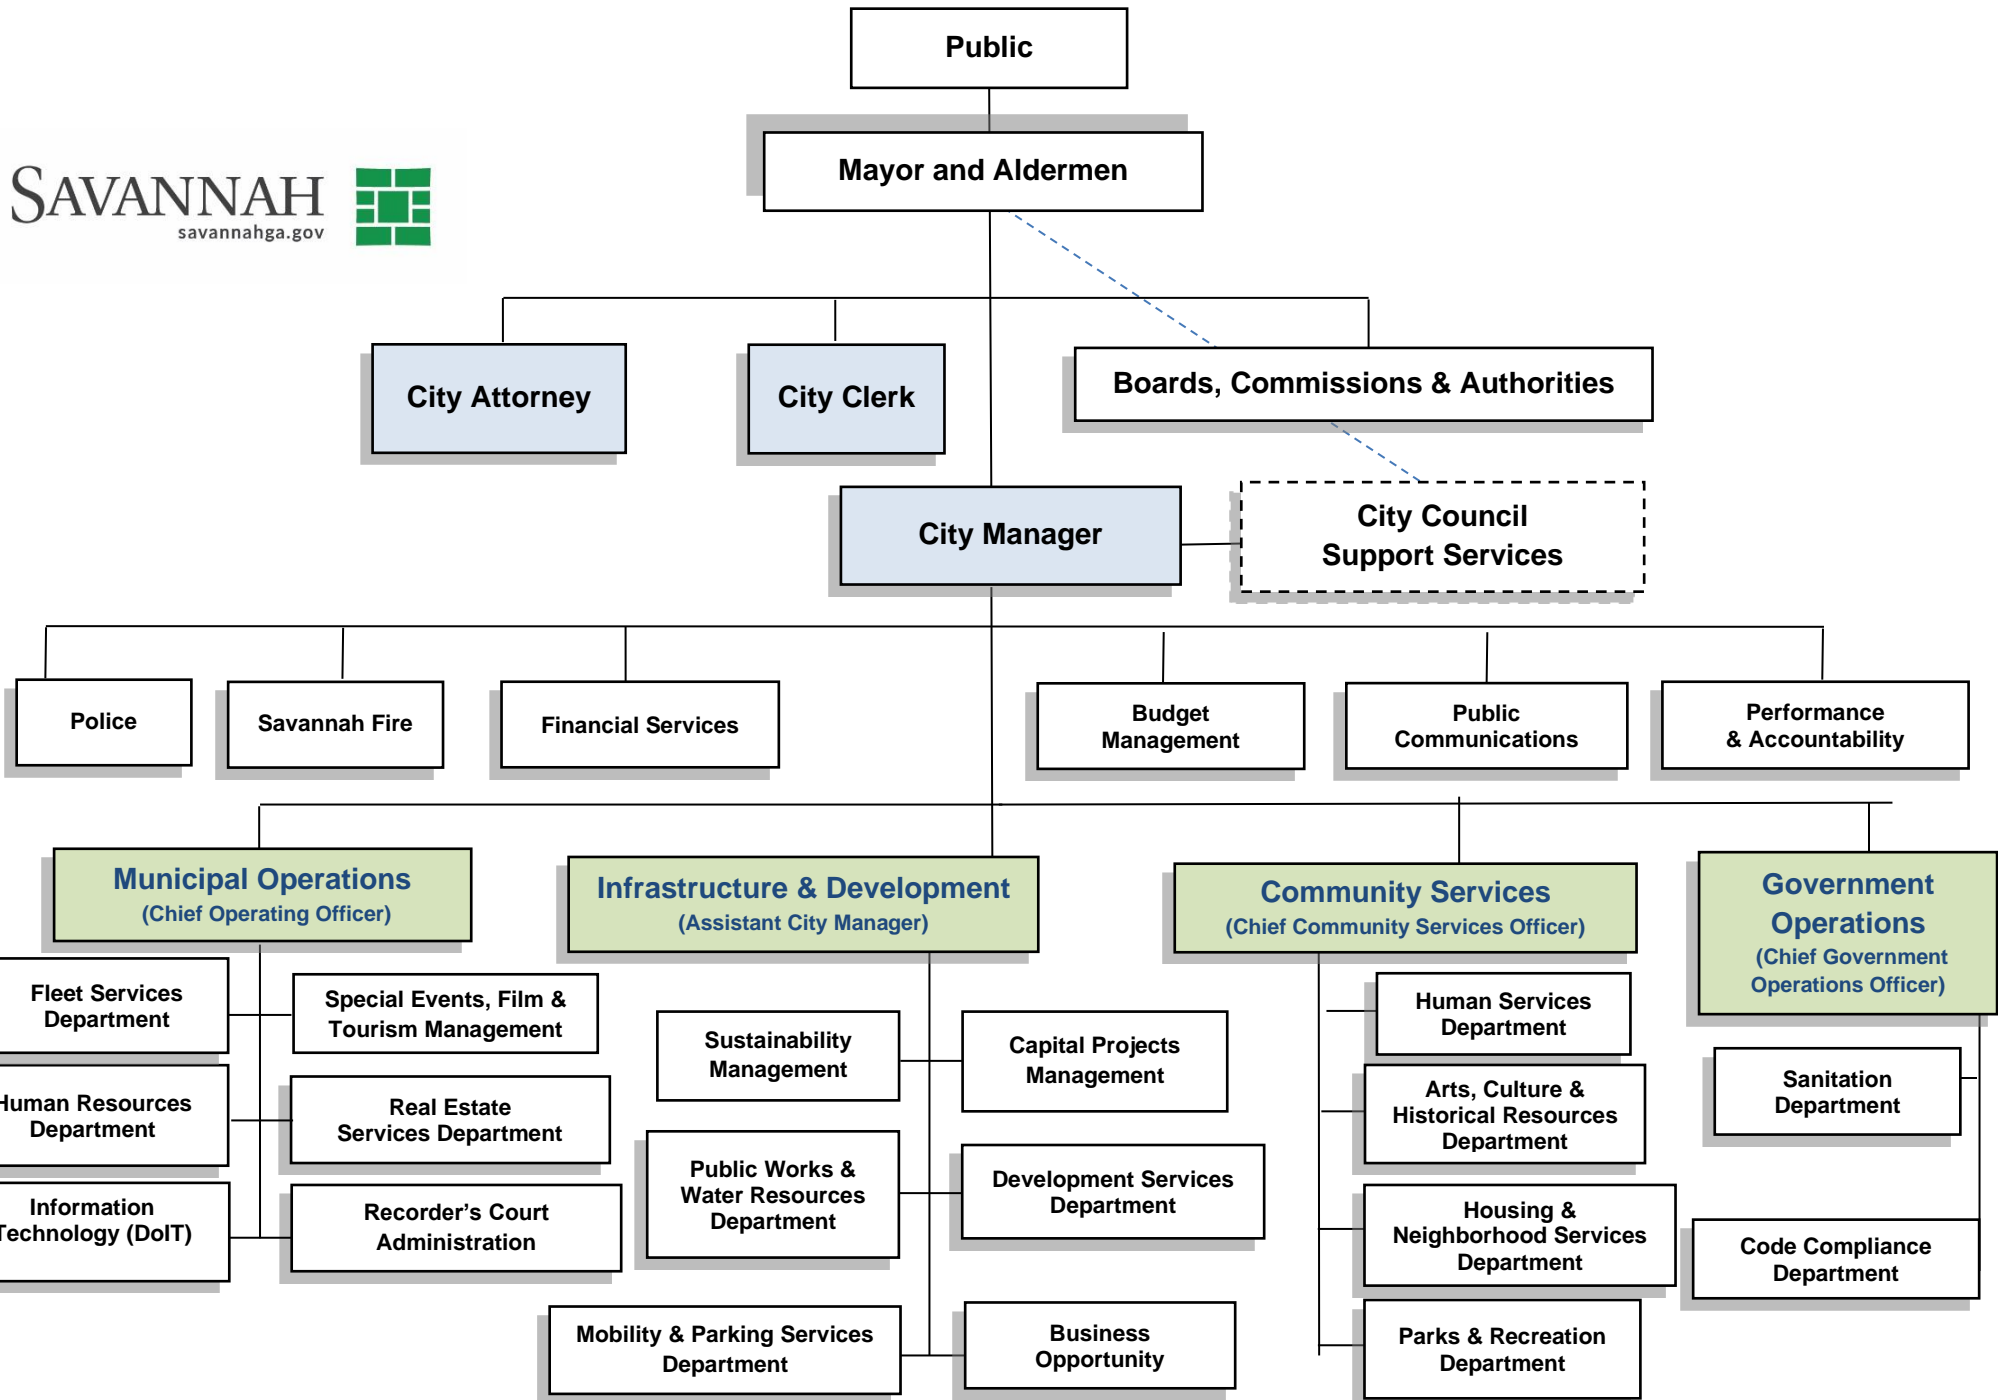 Public
Mayor and Aldermen
SAVANNAH
savannahga.gov
City Attorney
City Clerk
Boards, Commissions & Authorities
City Manager
City Council
Support Services
Police
Savannah Fire
Financial Services
Budget
Management
Public
Communications
Performance
& Accountability
Municipal Operations
(Chief Operating Officer)
Infrastructure & Development
(Assistant City Manager)
Community Services
(Chief Community Services Officer)
Government
Operations
(Chief Government
Operations Officer)
Fleet Services
Department
Special Events, Film &
Tourism Management
Human Resources
Department
Real Estate
Services Department
Information
Technology (DoIT)
Recorder’s Court
Administration
Sustainability
Management
Capital Projects
Management
Public Works &
Water Resources
Department
Development Services
Department
Mobility & Parking Services
Department
Business
Opportunity
Human Services
Department
Arts, Culture &
Historical Resources
Department
Housing &
Neighborhood Services
Department
Parks & Recreation
Department
Sanitation
Department
Code Compliance
Department